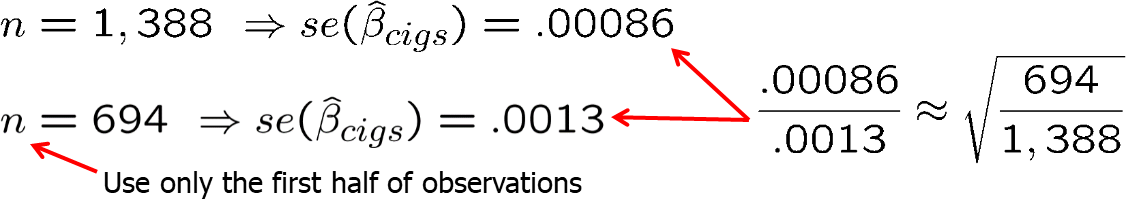 n = 1,388 ⇒ se(β̂_cigs) = .00086
n = 694 ⇒ se(β̂_cigs) = .0013
.00086/.0013 ≈ √(694/1,388)
Use only the first half of observations